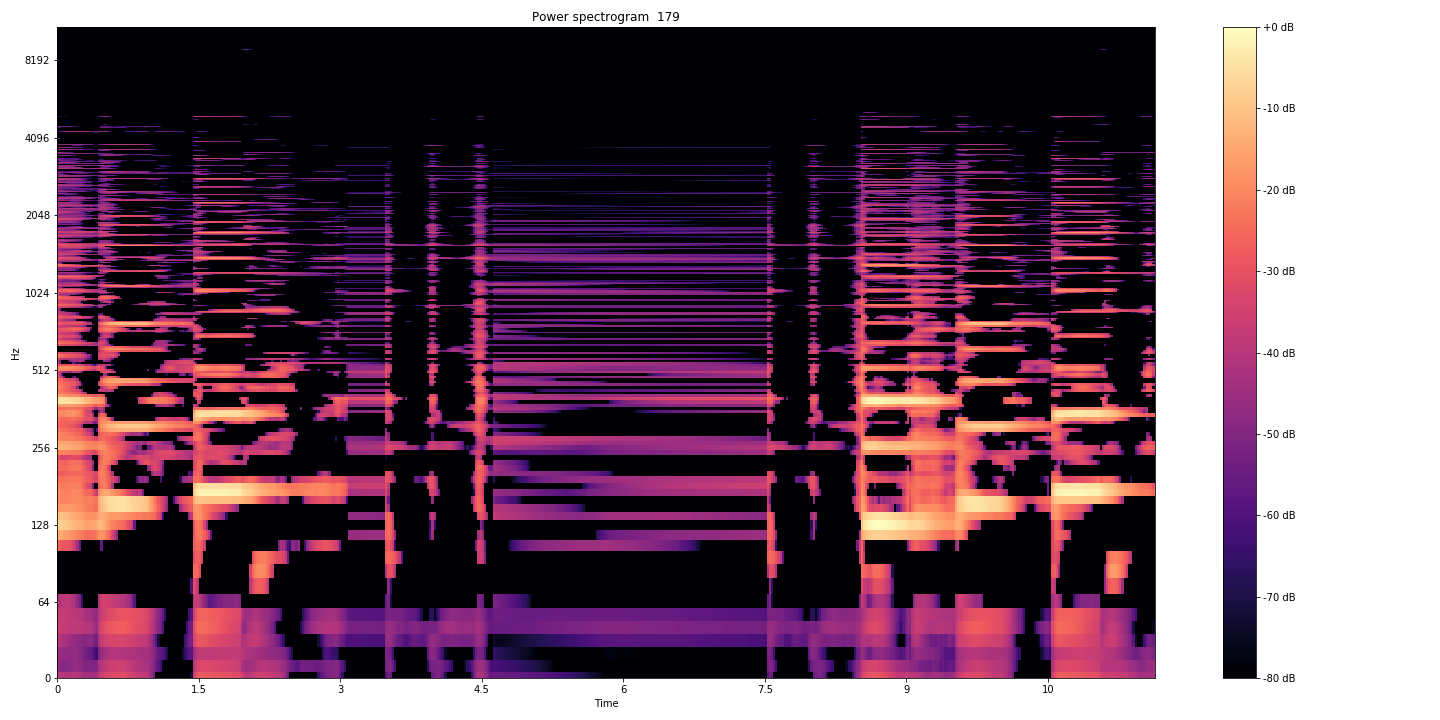 Power spectrogram  179
+0 dB
8192
-10 dB
4096
-20 dB
2048
-30 dB
1024
Hz
-40 dB
512
-50 dB
256
-60 dB
128
-70 dB
64
0
-80 dB
0 1.5 3 4.5 6 7.5 9 10
Time